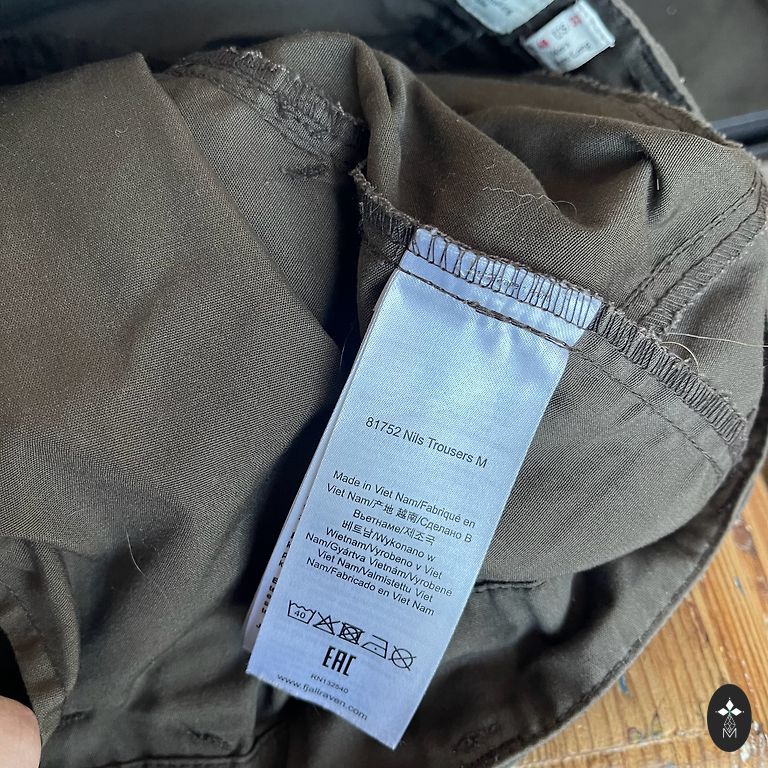 81752 Nils Trousers M
Made in Viet Nam/Fabriqué en
Viet Nam/产地 越南/Сделано В
Вьетнаме/제조국
베트남/Wykonano w
Wietnam/Vyrobeno v Viet
Nam/Gyártva Vietnám/Vyrobené
Viet Nam/Valmistettu Viet
Nam/Fabricado en Viet Nam
40
EAC
RN132640
www.fjallraven.com